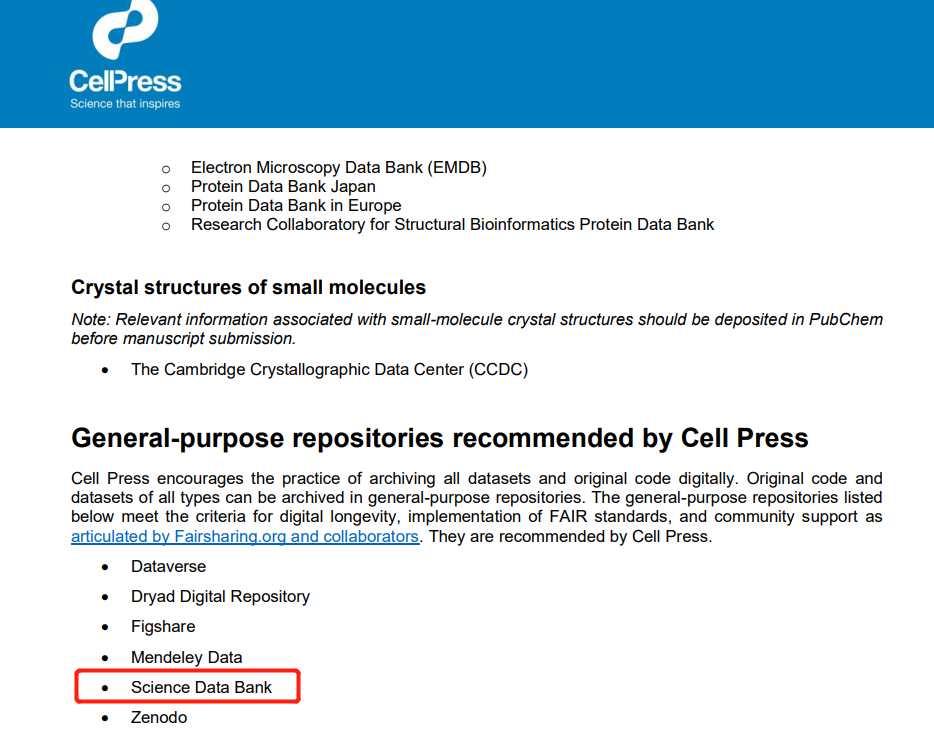 CellPress
Science that inspires
○ Electron Microscopy Data Bank (EMDB)
○ Protein Data Bank Japan
○ Protein Data Bank in Europe
○ Research Collaboratory for Structural Bioinformatics Protein Data Bank
Crystal structures of small molecules
Note: Relevant information associated with small-molecule crystal structures should be deposited in PubChem
before manuscript submission.
• The Cambridge Crystallographic Data Center (CCDC)
General-purpose repositories recommended by Cell Press
Cell Press encourages the practice of archiving all datasets and original code digitally. Original code and
datasets of all types can be archived in general-purpose repositories. The general-purpose repositories listed
below meet the criteria for digital longevity, implementation of FAIR standards, and community support as
articulated by Fairsharing.org and collaborators. They are recommended by Cell Press.
• Dataverse
• Dryad Digital Repository
• Figshare
• Mendeley Data
• Science Data Bank
• Zenodo